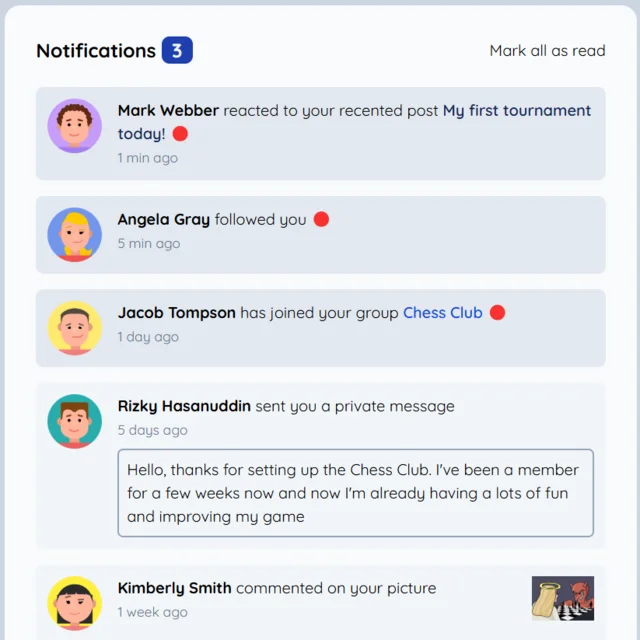 Notifications 3
Mark all as read
Mark Webber reacted to your recented post My first tournament
today!
1 min ago
Angela Gray followed you
5 min ago
Jacob Tompson has joined your group Chess Club
1 day ago
Rizky Hasanuddin sent you a private message
5 days ago
Hello, thanks for setting up the Chess Club. I've been a member
for a few weeks now and now I'm already having a lots of fun
and improving my game
Kimberly Smith commented on your picture
1 week ago